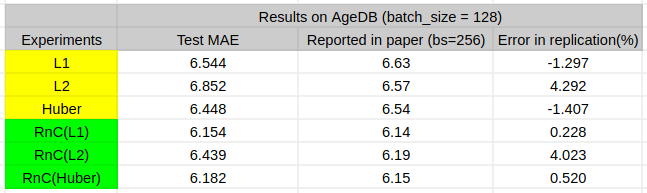 Results on AgeDB (batch_size = 128)
Experiments Test MAE Reported in paper (bs=256) Error in replication(%)
L1 6.544 6.63 -1.297
L2 6.852 6.57 4.292
Huber 6.448 6.54 -1.407
RnC(L1) 6.154 6.14 0.228
RnC(L2) 6.439 6.19 4.023
RnC(Huber) 6.182 6.15 0.520